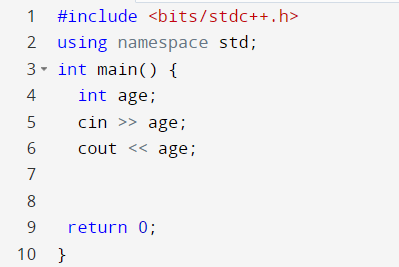 1 #include <bits/stdc++.h>
2 using namespace std;
3 int main() {
4 int age;
5 cin >> age;
6 cout << age;
7
8
9 return 0;
10 }